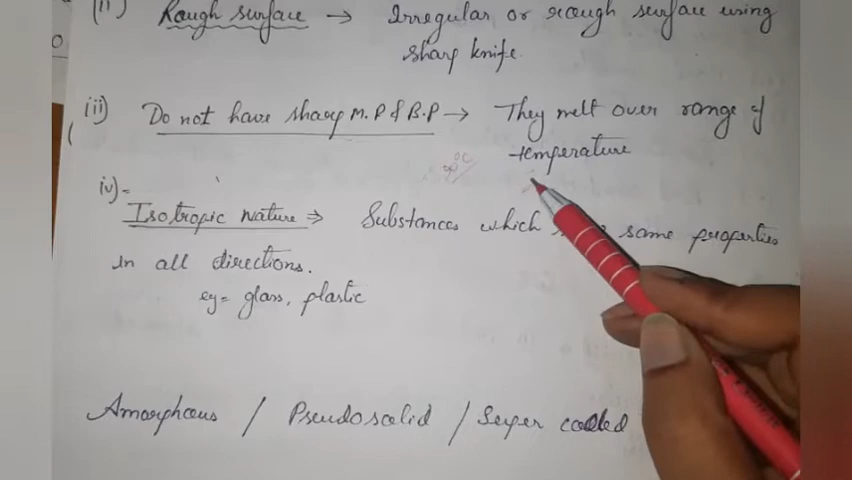 (ii) Rough surface → Irregular or rough surface using
sharp knife.
iii) Do not have sharp M.P & B.P → They melt over range of
temperature
iv)=
Isotropic nature ⇒ Substances which same properties
in all directions.
eg= glass, plastic
Amorphous / Pseudosolid / Super cooled